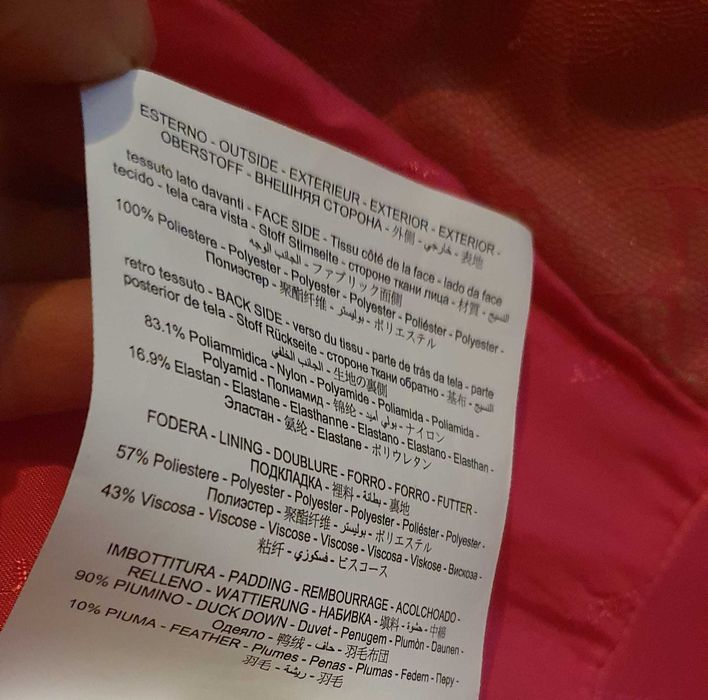 ESTERNO - OUTSIDE - EXTERIEUR - EXTERIOR - EXTERIOR -
OBERSTOFF - ВНЕШНЯЯ СТОРОНА - 外側 - خارجي - 表地
tessuto lato davanti - FACE SIDE - Tissu côté de la face - lado da face
tecido - tela cara vista - Stoff Stirnseite - стороне ткани лица - 材質 - النسيج
الجانب الوجه - ファブリック面側
100% Poliestere - Polyester - Polyester - Polyester - Poliéster - Polyester -
Полиэстер - 聚酯纤维 - بوليستر - ポリエステル
retro tessuto - BACK SIDE - verso du tissu - parte de trás da tela - parte
posterior de tela - Stoff Rückseite - стороне ткани обратно - 基布 - النسيج
الجانب الخلفي - 生地の裏側
83.1% Poliammidica - Nylon - Polyamide - Poliamida - Poliamida -
Polyamid - Полиамид - 锦纶 - بولي أميد - ナイロン
16.9% Elastan - Elastane - Elasthanne - Elastano - Elastano - Elasthan -
Эластан - 氨纶 - Elastane - ポリウレタン
FODERA - LINING - DOUBLURE - FORRO - FORRO - FUTTER -
ПОДКЛАДКА - 裡料 - بطانة - 裏地
57% Poliestere - Polyester - Polyester - Polyester - Poliéster - Polyester -
Полиэстер - 聚酯纤维 - بوليستر - ポリエステル
43% Viscosa - Viscose - Viscose - Viscose - Viscosa - Viskose - Вискоза -
粘纤 - فسكوزي - ビスコース
IMBOTTITURA - PADDING - REMBOURRAGE - ACOLCHOADO -
RELLENO - WATTIERUNG - НАБИВКА - 填料 - حشوة - 中綿
90% PIUMINO - DUCK DOWN - Duvet - Penugem - Plumòn - Daunen -
Одеяло - 鸭绒 - حاف - 羽毛布団
10% PIUMA - FEATHER - Plumes - Penas - Plumas - Federn - Перу -
羽毛 - ريشة - 羽毛